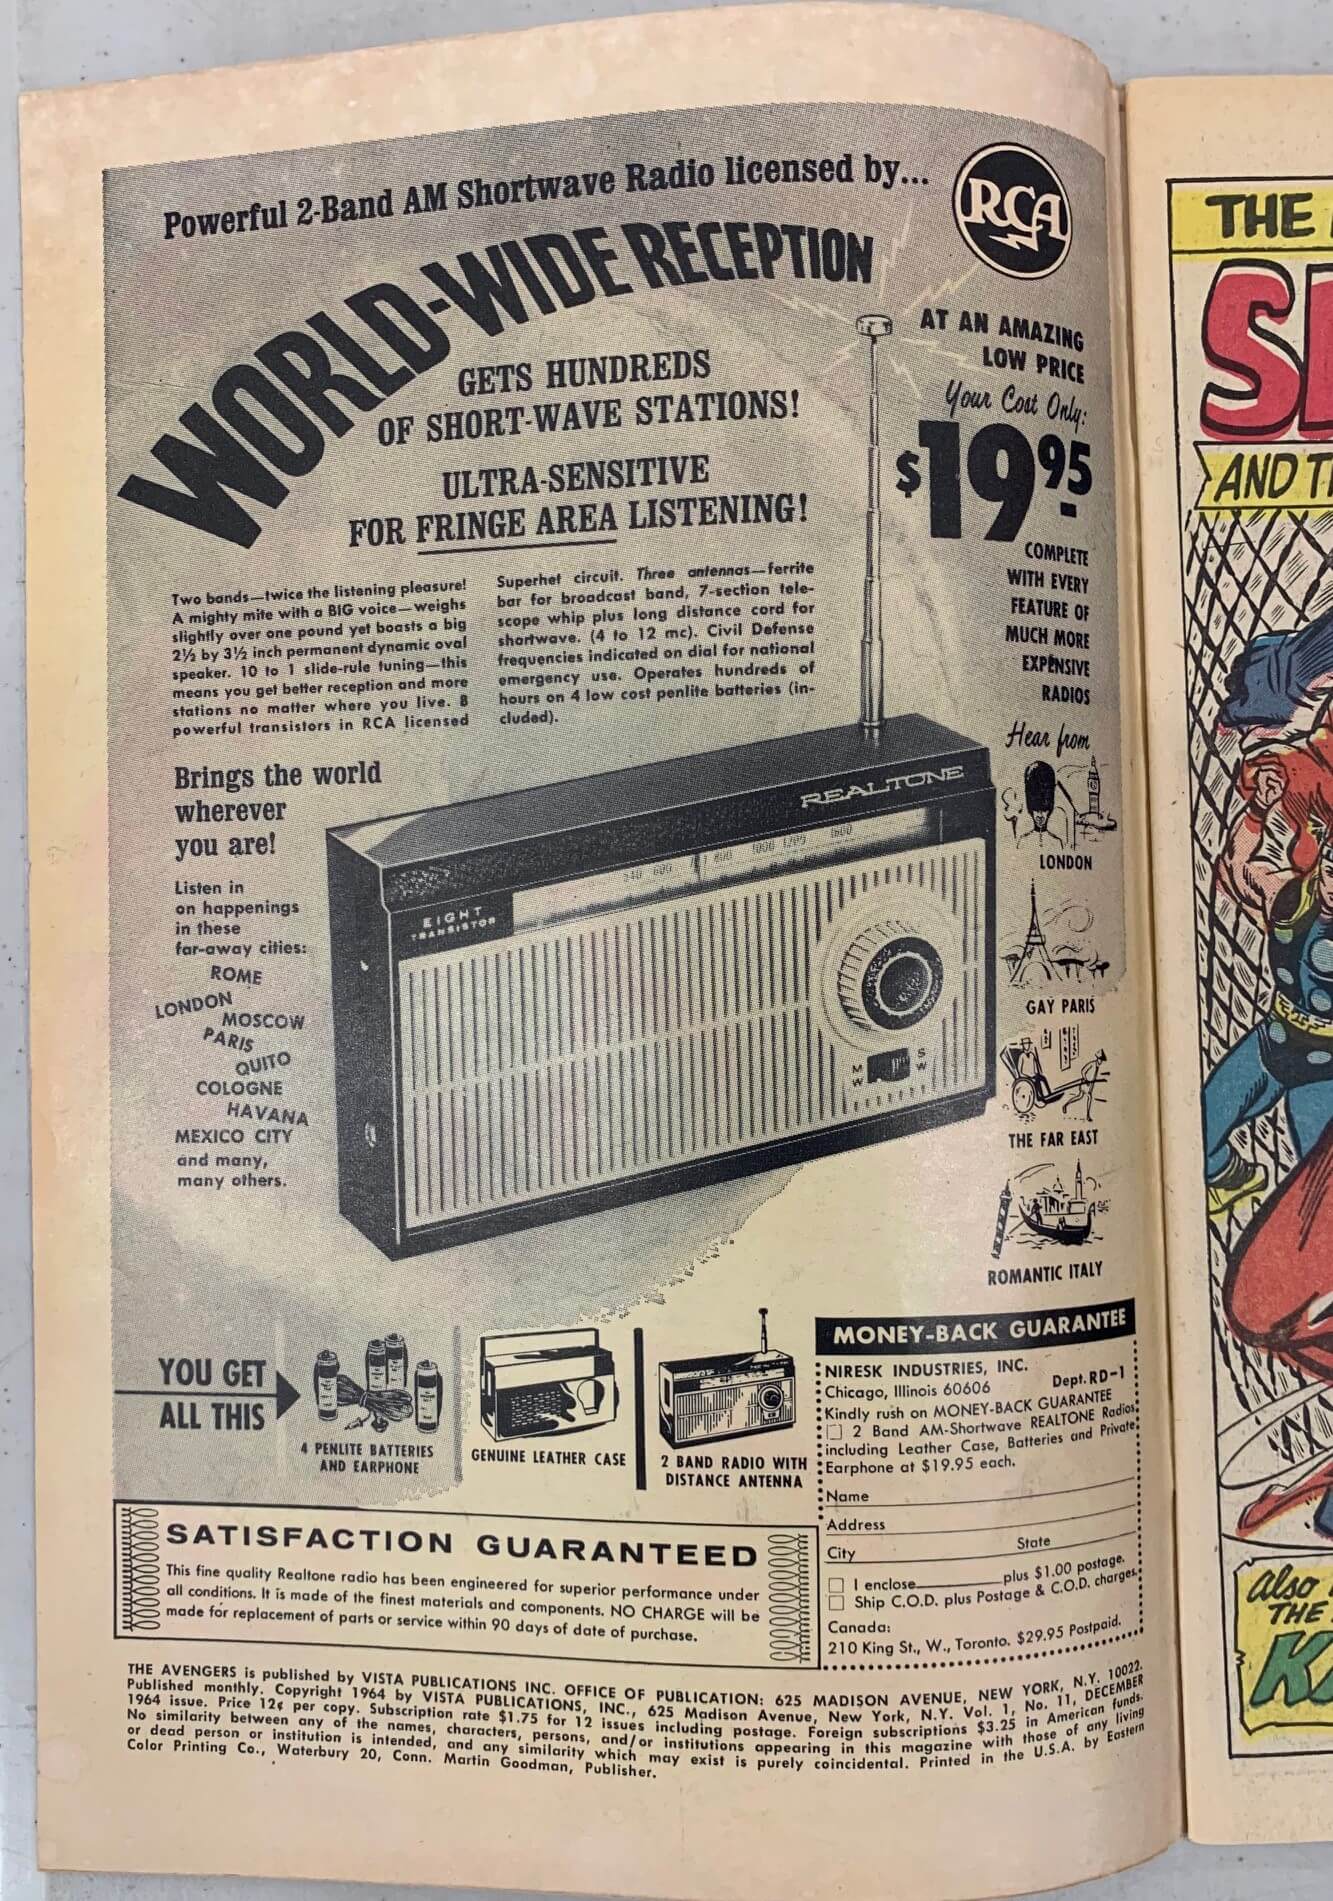 Powerful 2-Band AM Shortwave Radio licensed by...
RCA
WORLD-WIDE RECEPTION
GETS HUNDREDS
OF SHORT-WAVE STATIONS!
ULTRA-SENSITIVE
FOR FRINGE AREA LISTENING!
AT AN AMAZING
LOW PRICE
Your Cost Only:
$19.95
COMPLETE
WITH EVERY
FEATURE OF
MUCH MORE
EXPENSIVE
RADIOS
Two bands—twice the listening pleasure!
A mighty mite with a BIG voice—weighs
slightly over one pound yet boasts a big
2½ by 3½ inch permanent dynamic oval
speaker. 10 to 1 slide-rule tuning—this
means you get better reception and more
stations no matter where you live. 8
powerful transistors in RCA licensed
Superhet circuit. Three antennas—ferrite
bar for broadcast band, 7-section tele-
scope whip plus long distance cord for
shortwave. (4 to 12 mc). Civil Defense
frequencies indicated on dial for national
emergency use. Operates hundreds of
hours on 4 low cost penlite batteries (in-
cluded).
Brings the world
wherever
you are!
Listen in
on happenings
in these
far-away cities:
ROME
LONDON
MOSCOW
PARIS
QUITO
COLOGNE
HAVANA
MEXICO CITY
and many,
many others.
REALTONE
540 600 800 1000 1200 1600
EIGHT
TRANSISTOR
M S
W W
Hear from
LONDON
GAY PARIS
THE FAR EAST
ROMANTIC ITALY
YOU GET
ALL THIS
4 PENLITE BATTERIES
AND EARPHONE
GENUINE LEATHER CASE
2 BAND RADIO WITH
DISTANCE ANTENNA
MONEY-BACK GUARANTEE
NIRESK INDUSTRIES, INC.
Chicago, Illinois 60606 Dept. RD-1
Kindly rush on MONEY-BACK GUARANTEE
2 Band AM-Shortwave REALTONE Radios
including Leather Case, Batteries and Private
Earphone at $19.95 each.
Name
Address
City State
I enclose plus $1.00 postage.
Ship C.O.D. plus Postage & C.O.D. charges.
Canada:
210 King St., W., Toronto. $29.95 Postpaid.
SATISFACTION GUARANTEED
This fine quality Realtone radio has been engineered for superior performance under
all conditions. It is made of the finest materials and components. NO CHARGE will be
made for replacement of parts or service within 90 days of date of purchase.
THE AVENGERS is published by VISTA PUBLICATIONS INC. OFFICE OF PUBLICATION: 625 MADISON AVENUE, NEW YORK, N.Y. 10022.
Published monthly. Copyright 1964 by VISTA PUBLICATIONS, INC., 625 Madison Avenue, New York, N.Y. Vol. 1, No. 11, DECEMBER
1964 issue. Price 12¢ per copy. Subscription rate $1.75 for 12 issues including postage. Foreign subscriptions $3.25 in American funds.
No similarity between any of the names, characters, persons, and/or institutions appearing in this magazine with those of any living
or dead person or institution is intended, and any similarity which may exist is purely coincidental. Printed in the U.S.A. by Eastern
Color Printing Co., Waterbury 20, Conn. Martin Goodman, Publisher.
THE
AND
also
THE